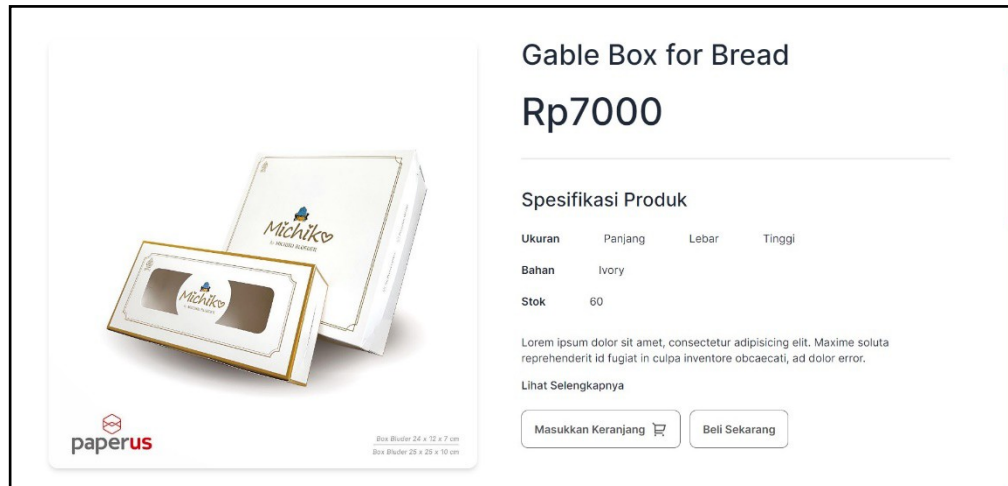 Gable Box for Bread
Rp7000
Spesifikasi Produk
Ukuran Panjang Lebar Tinggi
Bahan Ivory
Stok 60
Lorem ipsum dolor sit amet, consectetur adipisicing elit. Maxime soluta
reprehenderit id fugiat in culpa inventore obcaecati, ad dolor error.
Lihat Selengkapnya
Masukkan Keranjang
Beli Sekarang
Michiko
Michiko
paperus
Box Bluder 24 x 12 x 7 cm
Box Bluder 25 x 25 x 10 cm